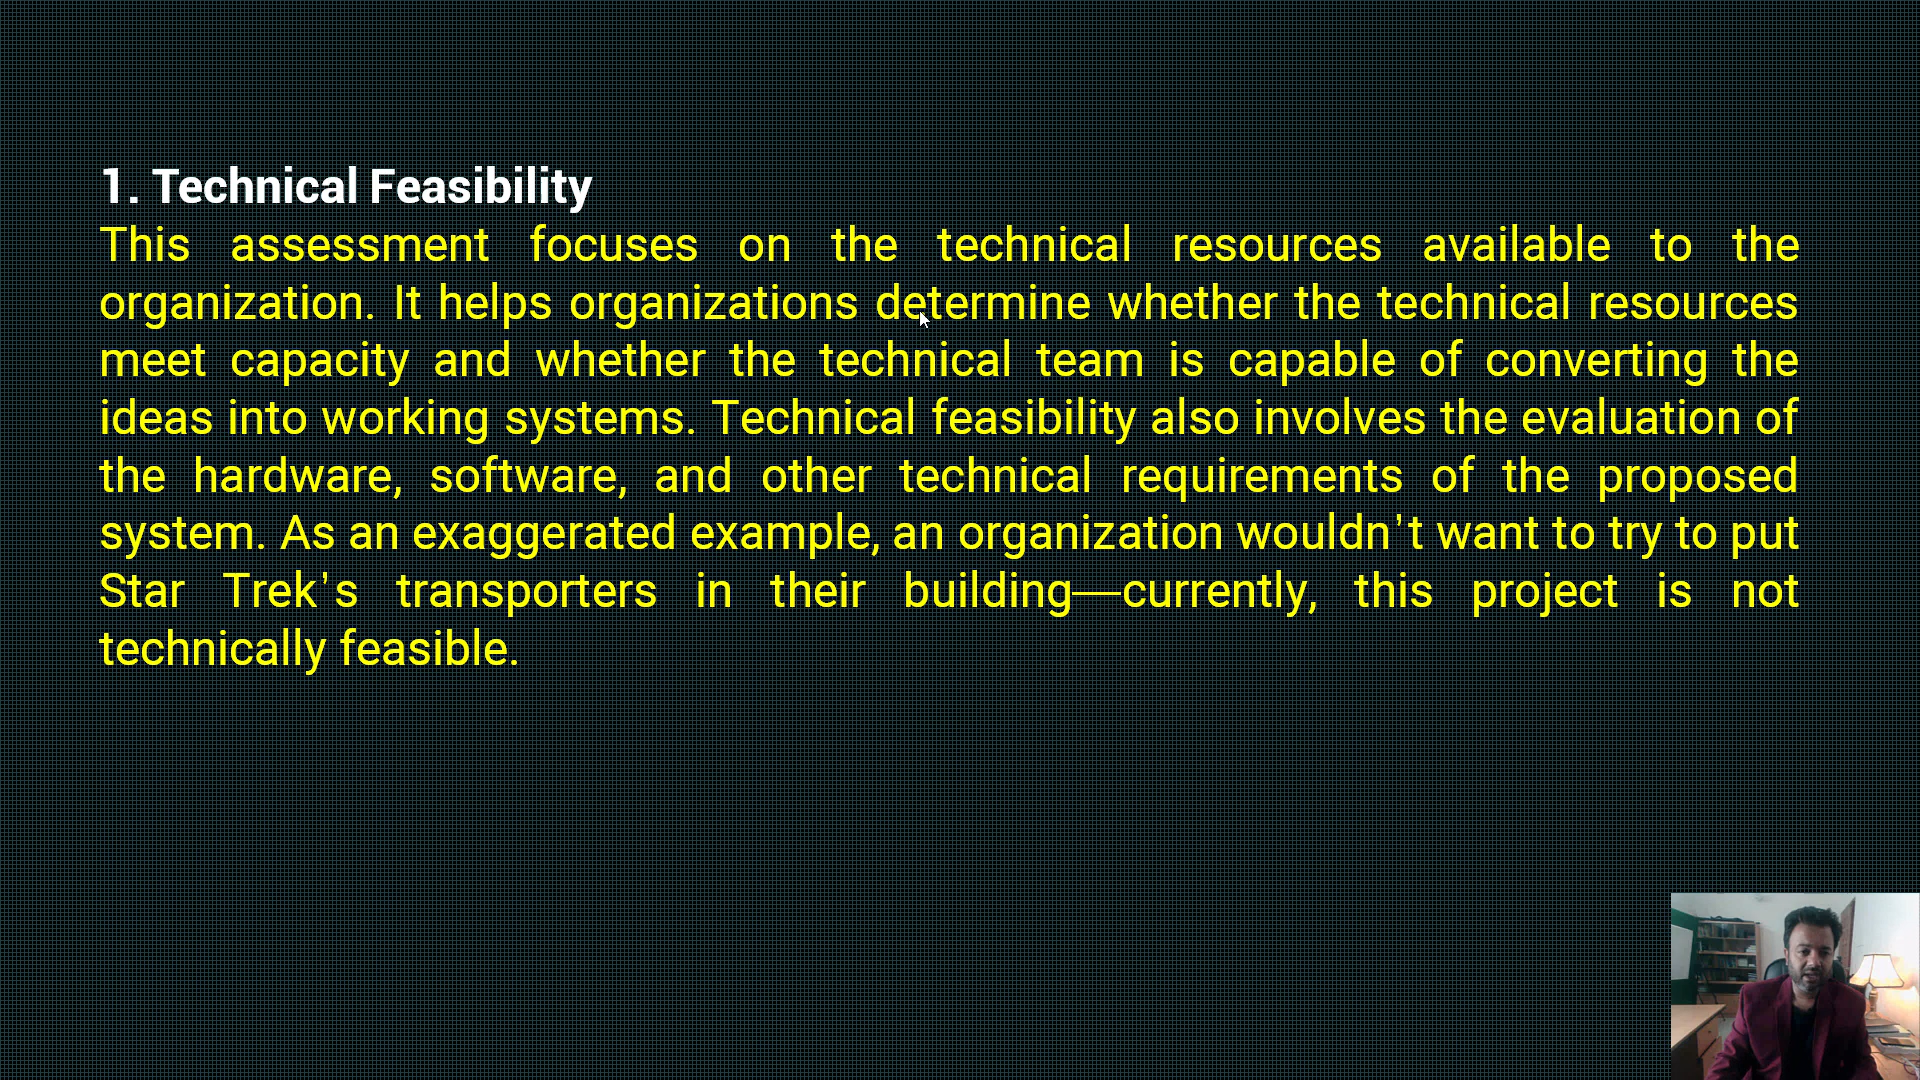 1. Technical Feasibility
This assessment focuses on the technical resources available to the
organization. It helps organizations determine whether the technical resources
meet capacity and whether the technical team is capable of converting the
ideas into working systems. Technical feasibility also involves the evaluation of
the hardware, software, and other technical requirements of the proposed
system. As an exaggerated example, an organization wouldn’t want to try to put
Star Trek’s transporters in their building—currently, this project is not
technically feasible.